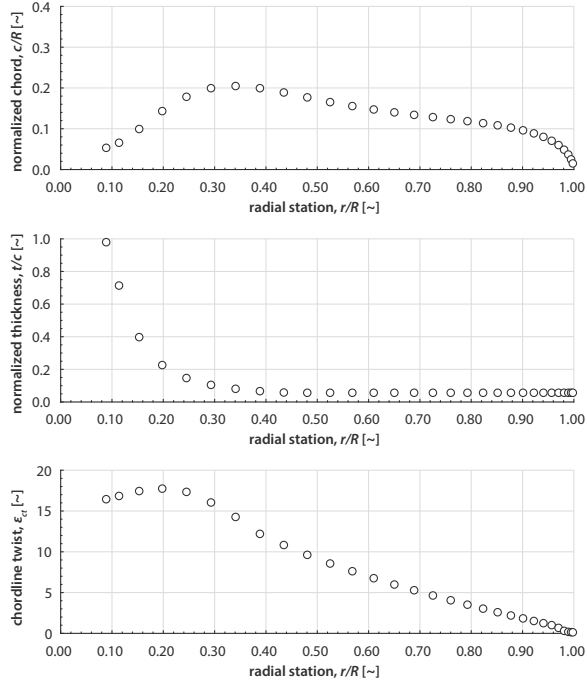 normalized chord, c/R [~]
0.4
0.3
0.2
0.1
0.0
0.00 0.10 0.20 0.30 0.40 0.50 0.60 0.70 0.80 0.90 1.00
radial station, r/R [~]
normalized thickness, t/c [~]
1.0
0.8
0.6
0.4
0.2
0.0
0.00 0.10 0.20 0.30 0.40 0.50 0.60 0.70 0.80 0.90 1.00
radial station, r/R [~]
chordline twist, ε_ct [~]
20
15
10
5
0
0.00 0.10 0.20 0.30 0.40 0.50 0.60 0.70 0.80 0.90 1.00
radial station, r/R [~]